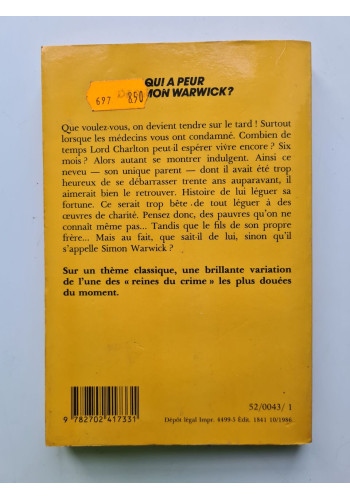 QUI A PEUR
MON WARWICK ?
697 850
Que voulez-vous, on devient tendre sur le tard ! Surtout
lorsque les médecins vous ont condamné. Combien de
temps Lord Charlton peut-il espérer vivre encore ? Six
mois ? Alors autant se montrer indulgent. Ainsi ce
neveu — son unique parent — dont il avait été trop
heureux de se débarrasser trente ans auparavant, il
aimerait bien le retrouver. Histoire de lui léguer sa
fortune. Ce serait trop bête de tout léguer à des
œuvres de charité. Pensez donc, des pauvres qu'on ne
connaît même pas... Tandis que le fils de son propre
frère... Mais au fait, que sait-il de lui, sinon qu'il
s'appelle Simon Warwick ?
Sur un thème classique, une brillante variation
de l'une des « reines du crime » les plus douées
du moment.
52/0043/1
9 782702 417331
Dépôt légal Impr. 4499-5 Édit. 1841 10/1986.